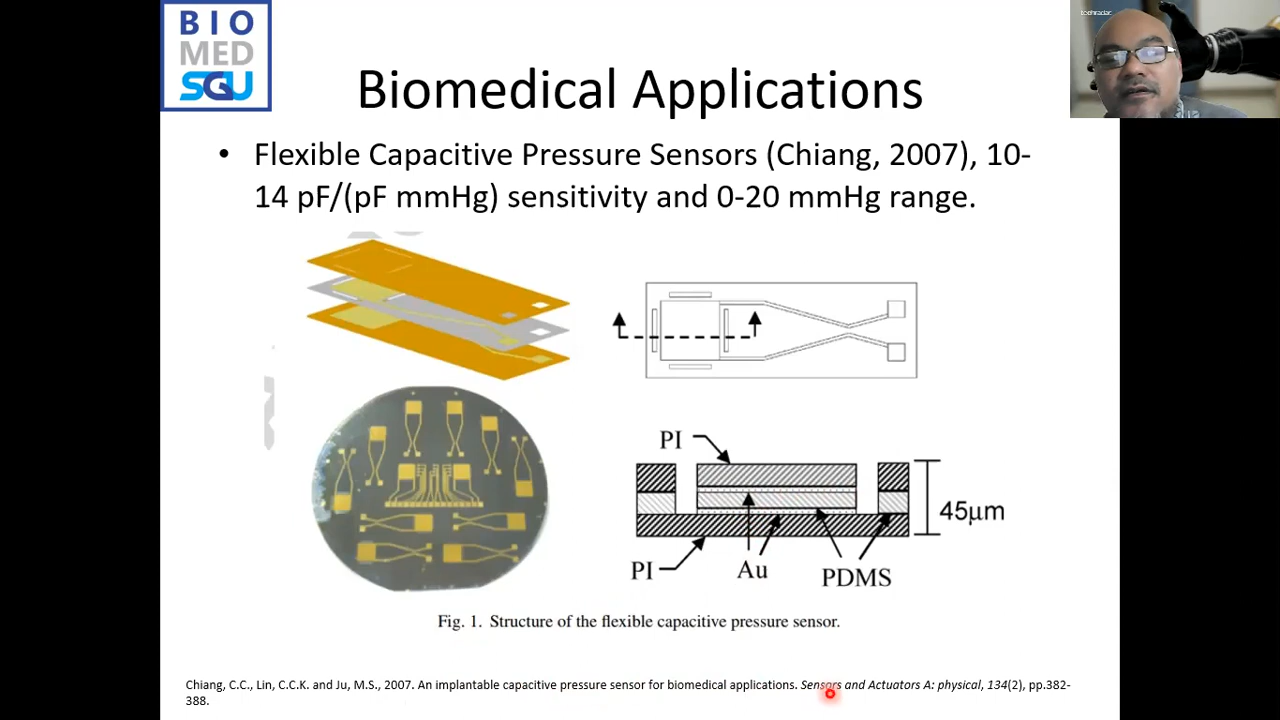 BIO
MED
SGU
techradar
Biomedical Applications
• Flexible Capacitive Pressure Sensors (Chiang, 2007), 10-
14 pF/(pF mmHg) sensitivity and 0-20 mmHg range.
PI
45μm
PI
Au
PDMS
Fig. 1. Structure of the flexible capacitive pressure sensor.
Chiang, C.C., Lin, C.C.K. and Ju, M.S., 2007. An implantable capacitive pressure sensor for biomedical applications. Sensors and Actuators A: physical, 134(2), pp.382-
388.